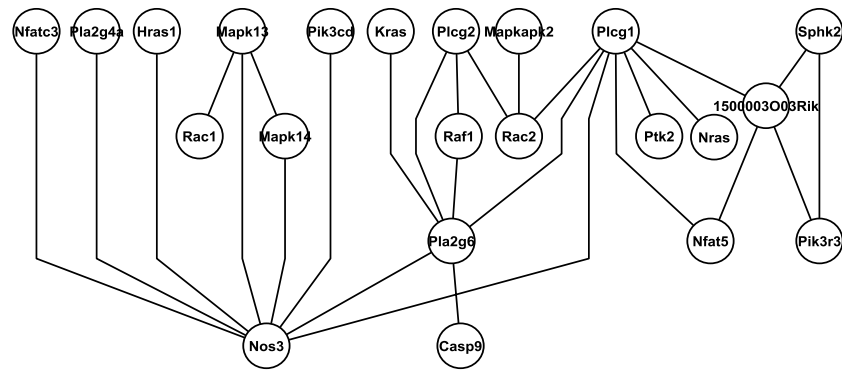 Nfatc3
Pla2g4a
Hras1
Mapk13
Pik3cd
Kras
Plcg2
Mapkapk2
Plcg1
Sphk2
1500003O03Rik
Rac1
Mapk14
Raf1
Rac2
Ptk2
Nras
Pla2g6
Nfat5
Pik3r3
Nos3
Casp9